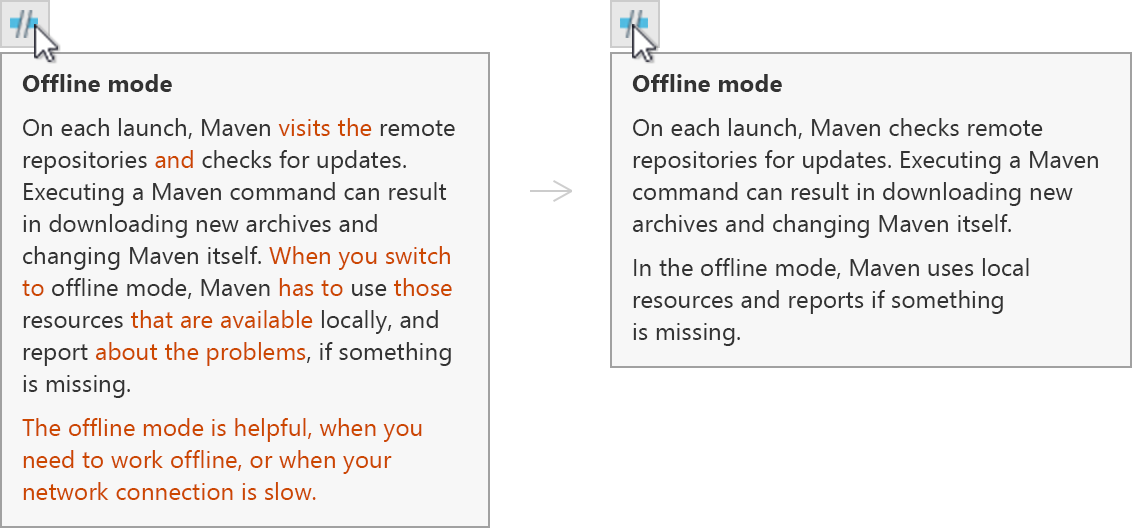 Offline mode
On each launch, Maven visits the remote
repositories and checks for updates.
Executing a Maven command can result
in downloading new archives and
changing Maven itself. When you switch
to offline mode, Maven has to use those
resources that are available locally, and
report about the problems, if something
is missing.
The offline mode is helpful, when you
need to work offline, or when your
network connection is slow.
Offline mode
On each launch, Maven checks remote
repositories for updates. Executing a Maven
command can result in downloading new
archives and changing Maven itself.
In the offline mode, Maven uses local
resources and reports if something
is missing.